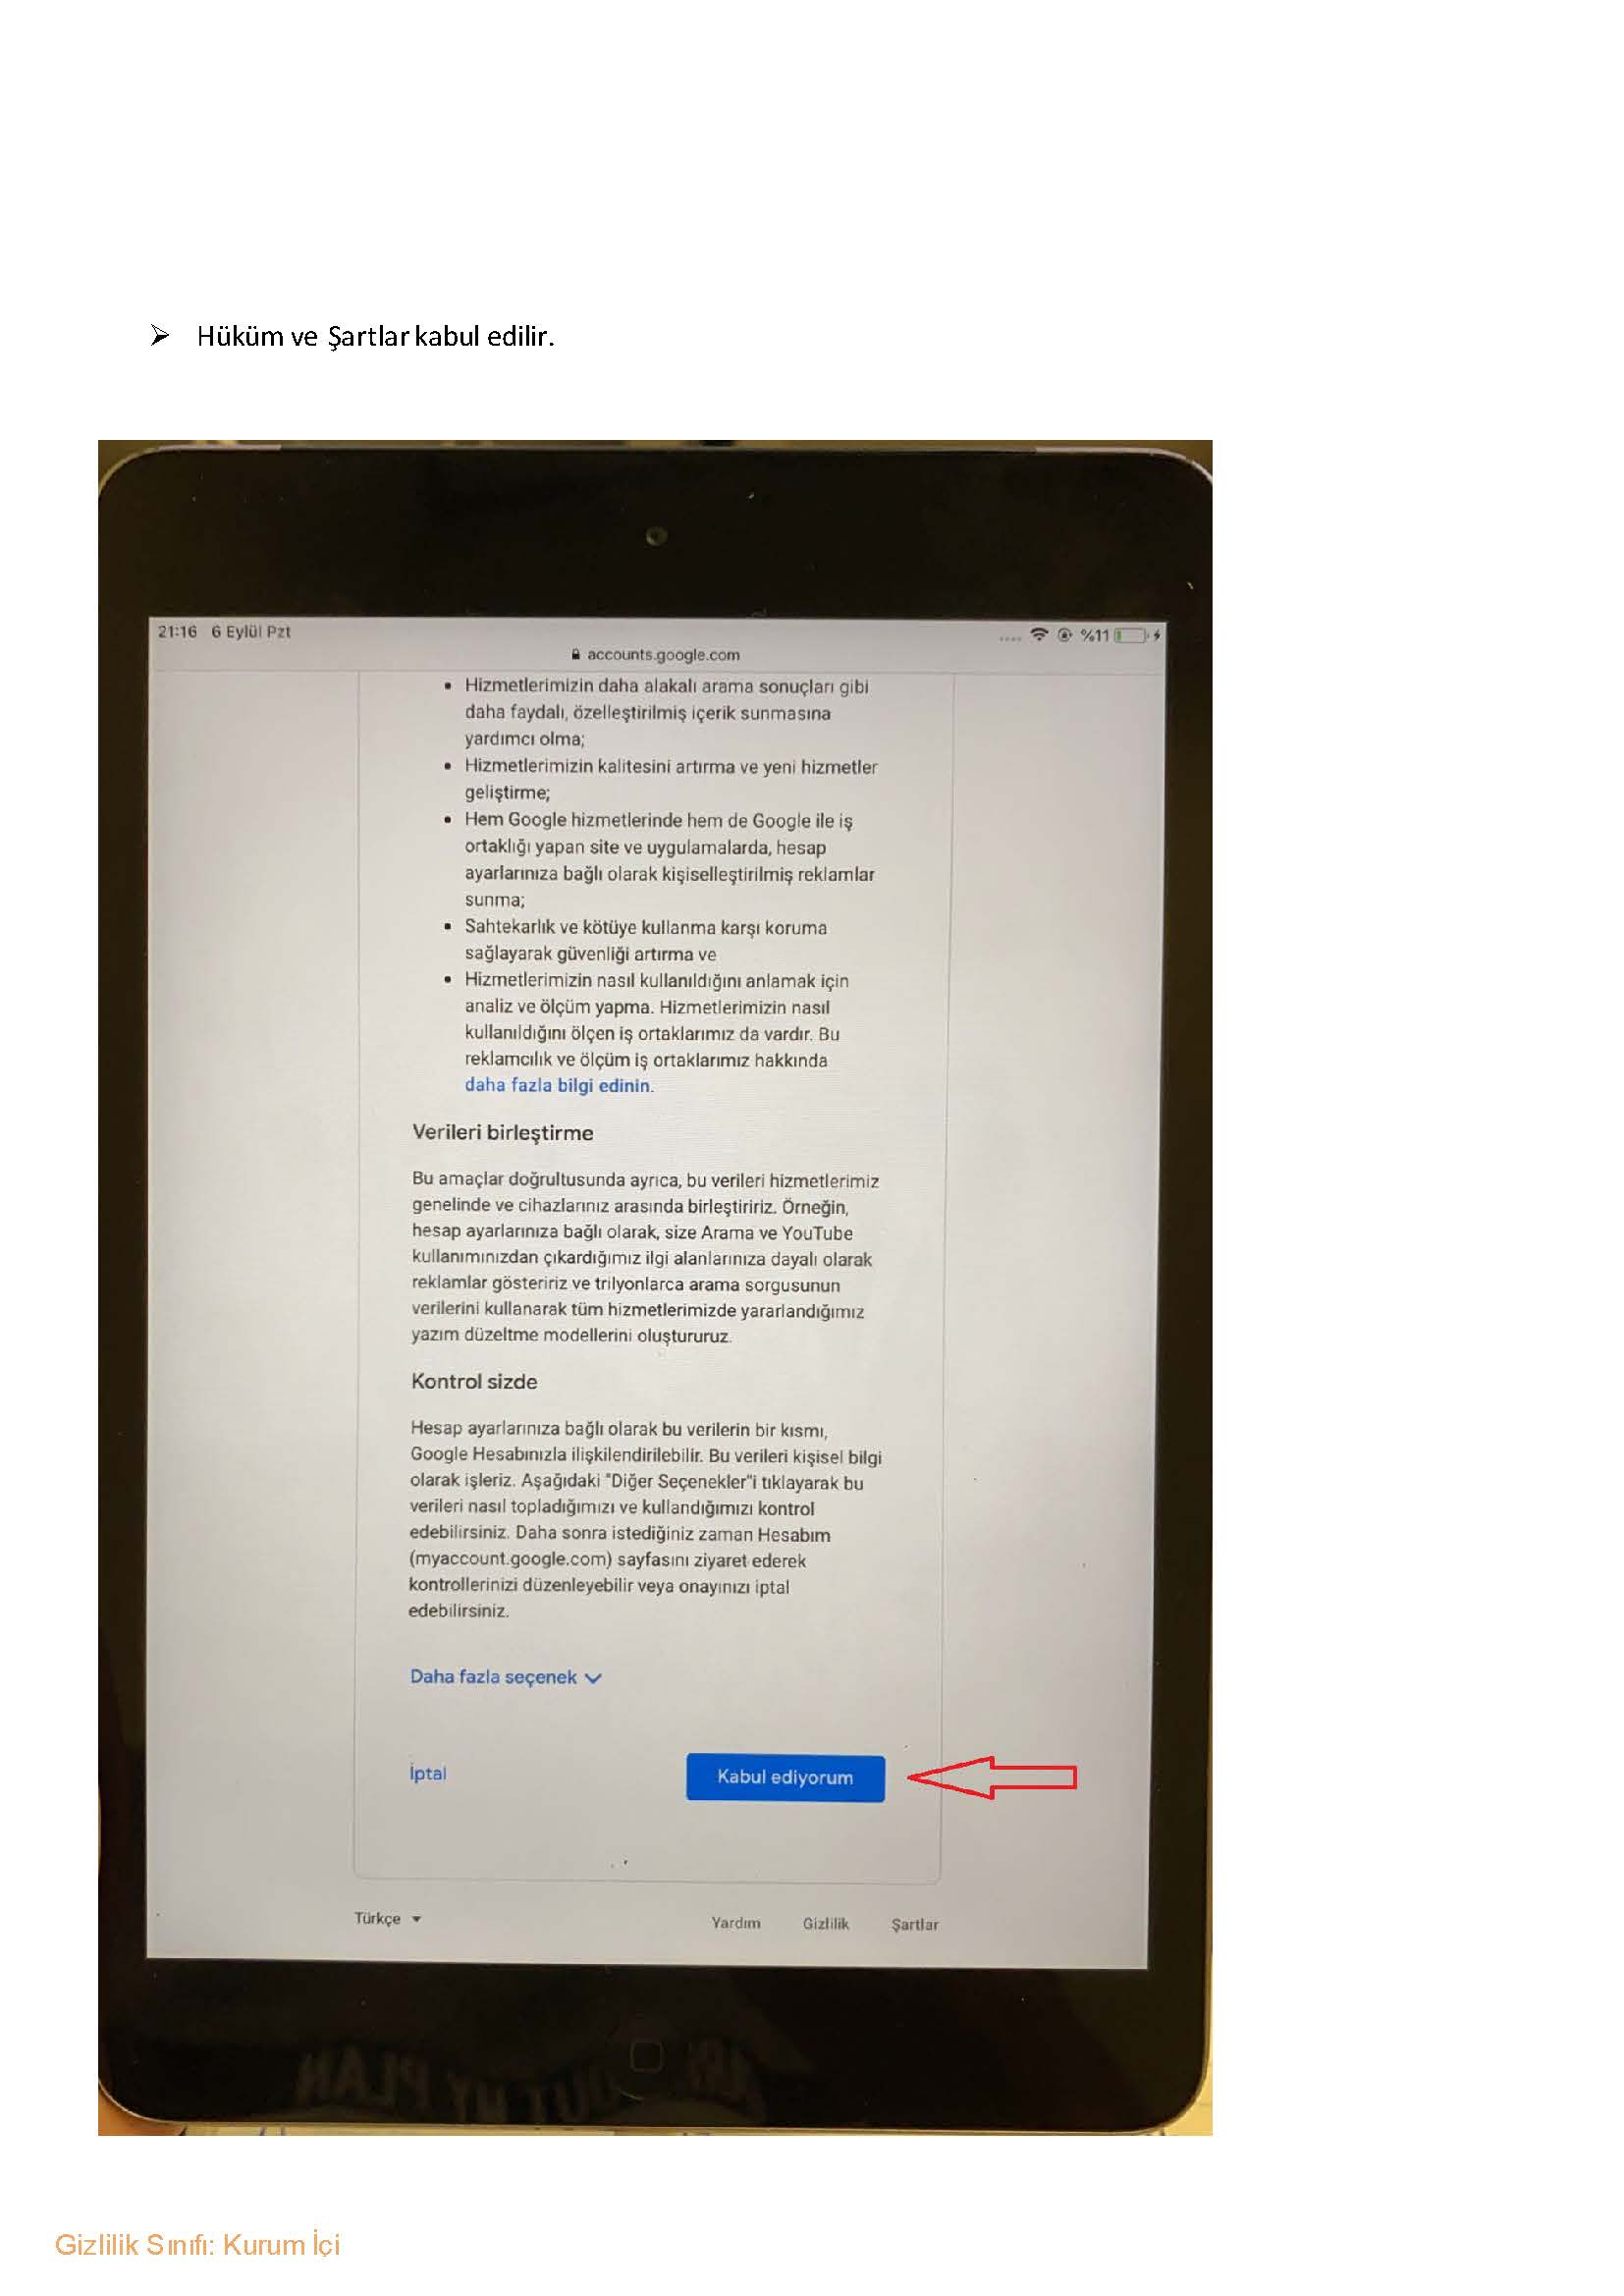 Hüküm ve Şartlar kabul edilir.
21:16 6 Eylül Pzt
%11
accounts.google.com
• Hizmetlerimizin daha alakalı arama sonuçları gibi
daha faydalı, özelleştirilmiş içerik sunmasına
yardımcı olma;
• Hizmetlerimizin kalitesini artırma ve yeni hizmetler
geliştirme;
• Hem Google hizmetlerinde hem de Google ile iş
ortaklığı yapan site ve uygulamalarda, hesap
ayarlarınıza bağlı olarak kişiselleştirilmiş reklamlar
sunma;
• Sahtekarlık ve kötüye kullanma karşı koruma
sağlayarak güvenliği artırma ve
• Hizmetlerimizin nasıl kullanıldığını anlamak için
analiz ve ölçüm yapma. Hizmetlerimizin nasıl
kullanıldığını ölçen iş ortaklarımız da vardır. Bu
reklamcılık ve ölçüm iş ortaklarımız hakkında
daha fazla bilgi edinin.
Verileri birleştirme
Bu amaçlar doğrultusunda ayrıca, bu verileri hizmetlerimiz
genelinde ve cihazlarınız arasında birleştiririz. Örneğin,
hesap ayarlarınıza bağlı olarak, size Arama ve YouTube
kullanımınızdan çıkardığımız ilgi alanlarınıza dayalı olarak
reklamlar gösteririz ve trilyonlarca arama sorgusunun
verilerini kullanarak tüm hizmetlerimizde yararlandığımız
yazım düzeltme modellerini oluştururuz.
Kontrol sizde
Hesap ayarlarınıza bağlı olarak bu verilerin bir kısmı,
Google Hesabınızla ilişkilendirilebilir. Bu verileri kişisel bilgi
olarak işleriz. Aşağıdaki "Diğer Seçenekler"i tıklayarak bu
verileri nasıl topladığımızı ve kullandığımızı kontrol
edebilirsiniz. Daha sonra istediğiniz zaman Hesabım
(myaccount.google.com) sayfasını ziyaret ederek
kontrollerinizi düzenleyebilir veya onayınızı iptal
edebilirsiniz.
Daha fazla seçenek
İptal
Kabul ediyorum
Türkçe
Yardım Gizlilik Şartlar
Gizlilik Sınıfı: Kurum İçi